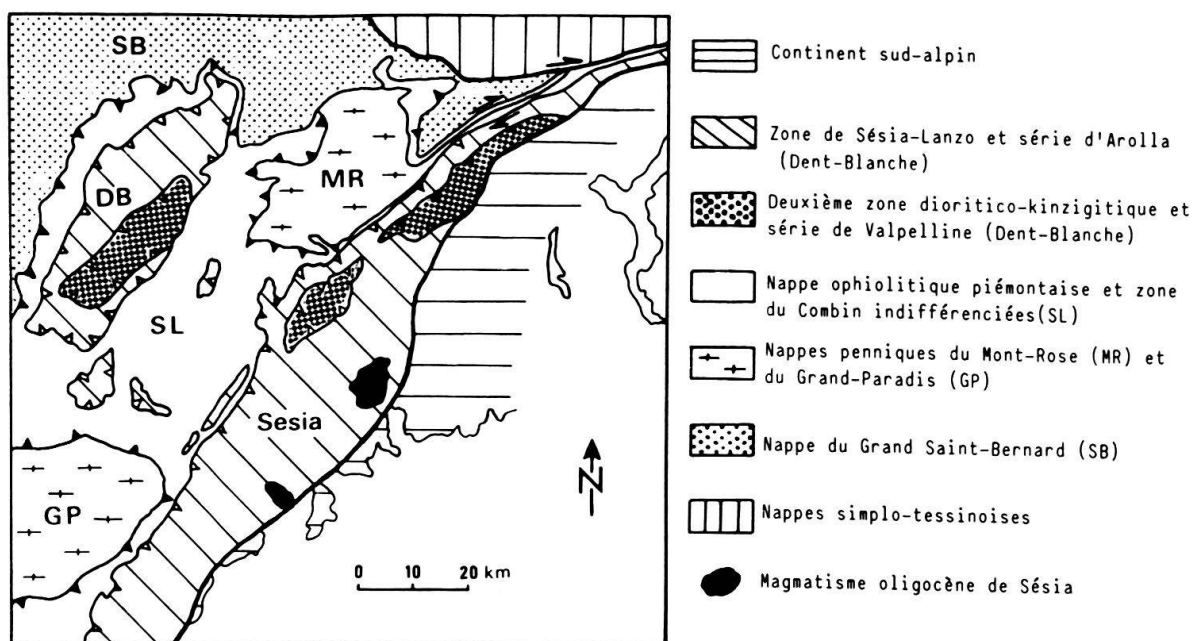 SB
DB
MR
SL
Sesia
GP
N
0 10 20 km
Continent sud-alpin
Zone de Sésia-Lanzo et série d'Arolla
(Dent-Blanche)
Deuxième zone dioritico-kinzigitique et
série de Valpelline (Dent-Blanche)
Nappe ophiolitique piémontaise et zone
du Combin indifférenciées(SL)
Nappes penniques du Mont-Rose (MR) et
du Grand-Paradis (GP)
Nappe du Grand Saint-Bernard (SB)
Nappes simplo-tessinoises
Magmatisme oligocène de Sésia